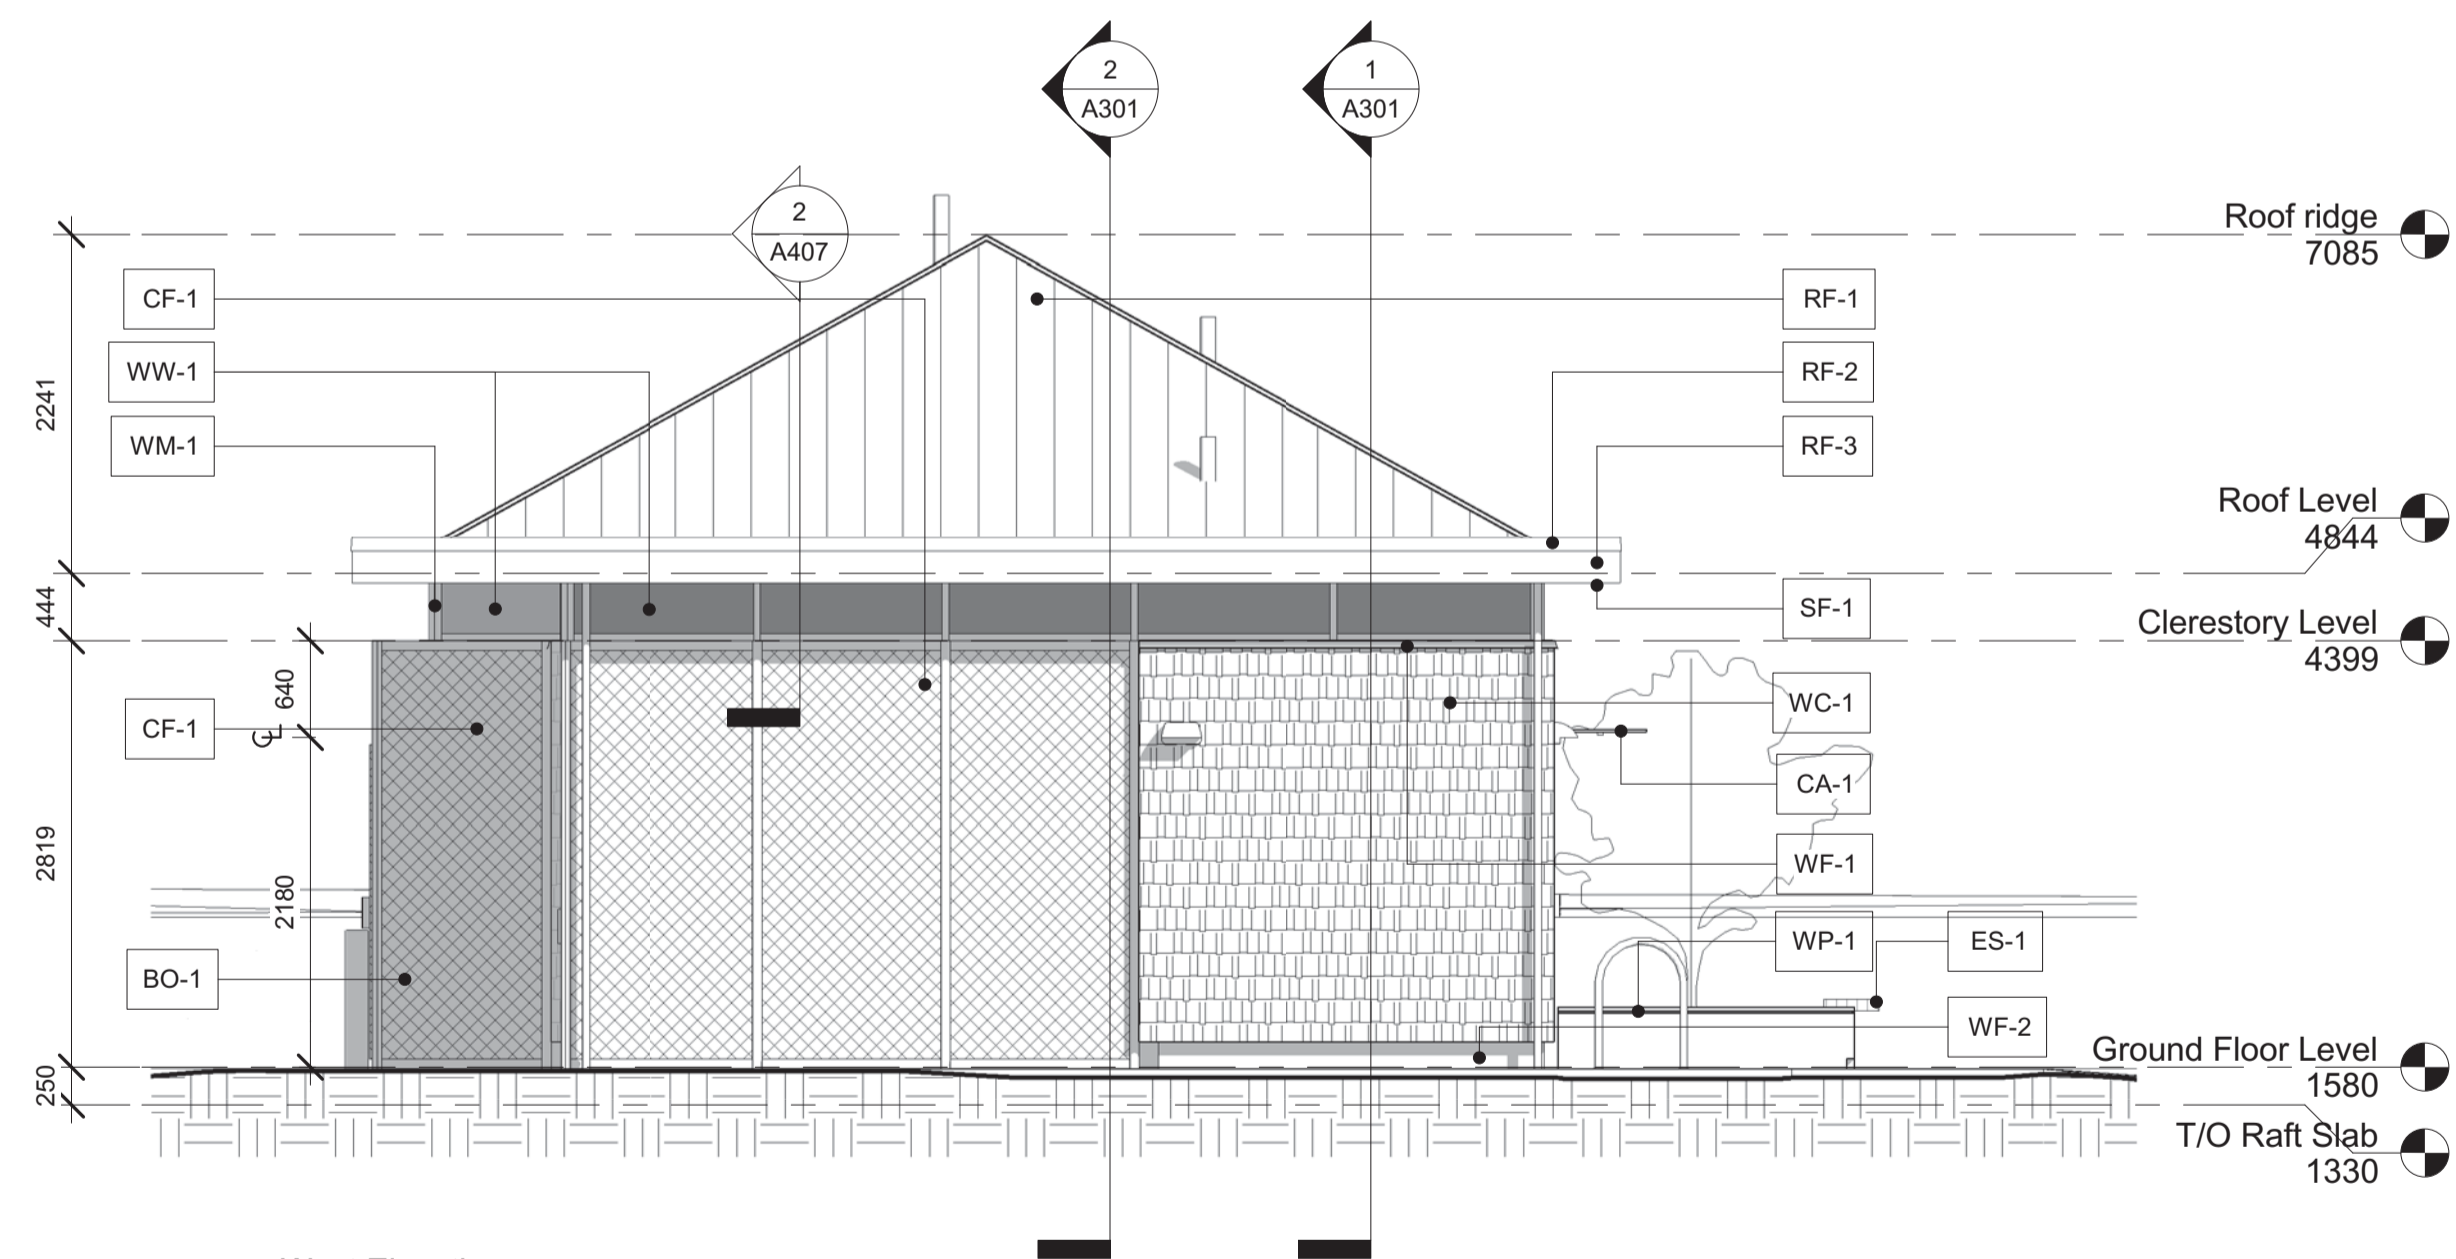 2
A301
1
A301
2
A407
Roof ridge
7085
CF-1
RF-1
WW-1
RF-2
WM-1
RF-3
2241
Roof Level
4844
444
SF-1
Clerestory Level
4399
640
WC-1
CF-1
CL
CA-1
2819
WF-1
2180
WP-1
ES-1
BO-1
WF-2
Ground Floor Level
1580
250
T/O Raft Slab
1330